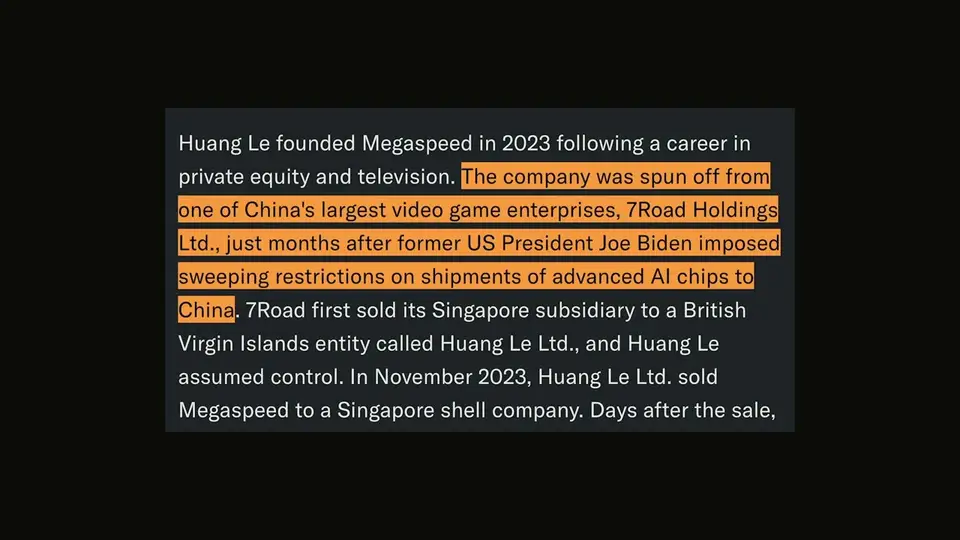 Huang Le founded Megaspeed in 2023 following a career in
private equity and television. The company was spun off from
one of China's largest video game enterprises, 7Road Holdings
Ltd., just months after former US President Joe Biden imposed
sweeping restrictions on shipments of advanced AI chips to
China. 7Road first sold its Singapore subsidiary to a British
Virgin Islands entity called Huang Le Ltd., and Huang Le
assumed control. In November 2023, Huang Le Ltd. sold
Megaspeed to a Singapore shell company. Days after the sale,